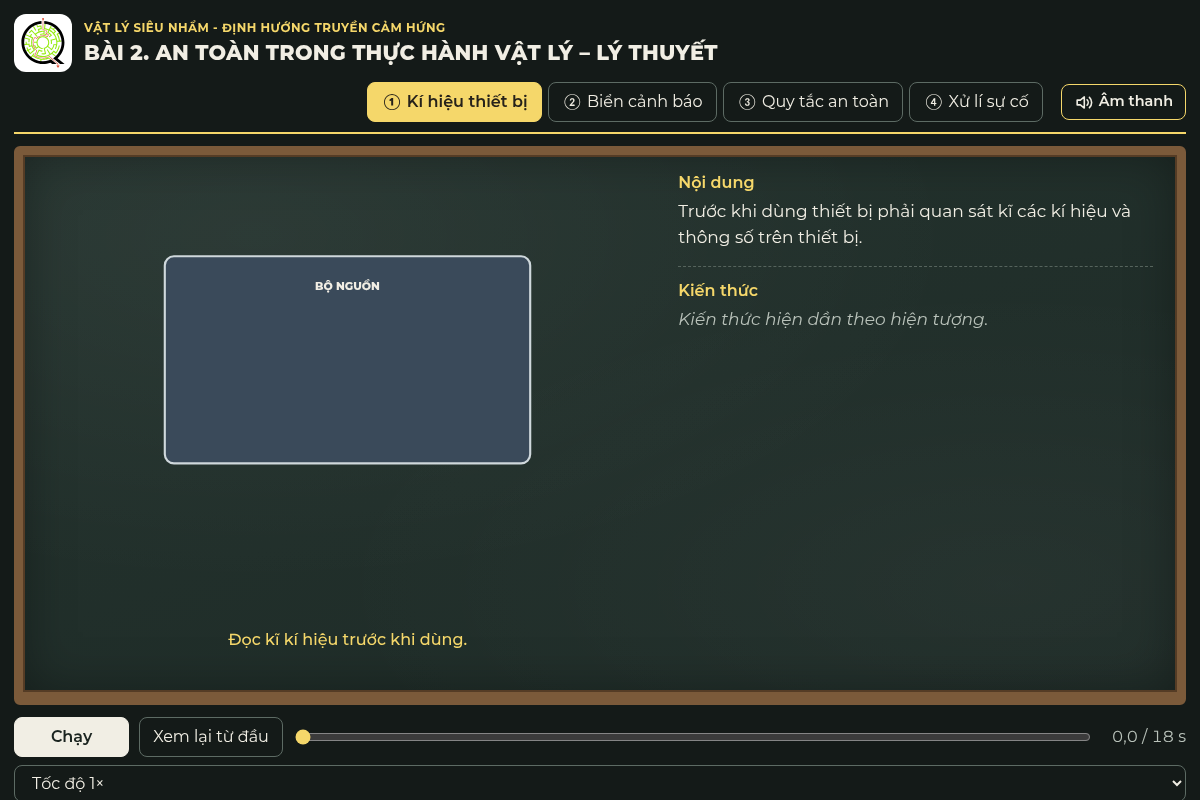 VẬT LÝ SIÊU NHẨM - ĐỊNH HƯỚNG TRUYỀN CẢM HỨNG
BÀI 2. AN TOÀN TRONG THỰC HÀNH VẬT LÝ – LÝ THUYẾT
① Kí hiệu thiết bị
② Biển cảnh báo
③ Quy tắc an toàn
④ Xử lí sự cố
Âm thanh
BỘ NGUỒN
Đọc kĩ kí hiệu trước khi dùng.
Nội dung
Trước khi dùng thiết bị phải quan sát kĩ các kí hiệu và
thông số trên thiết bị.
Kiến thức
Kiến thức hiện dần theo hiện tượng.
Chạy
Xem lại từ đầu
0,0 / 18 s
Tốc độ 1×